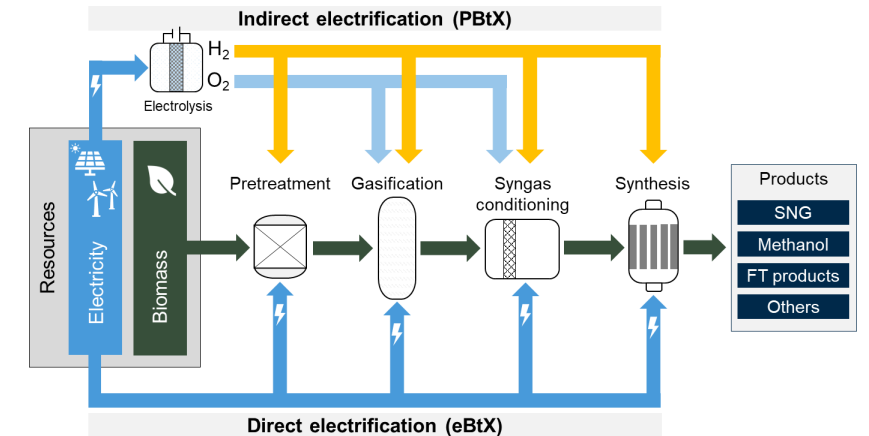 Indirect electrification (PBtX)
H₂
O₂
Electrolysis
Resources
Electricity
Biomass
Pretreatment
Gasification
Syngas
conditioning
Synthesis
Products
SNG
Methanol
FT products
Others
Direct electrification (eBtX)